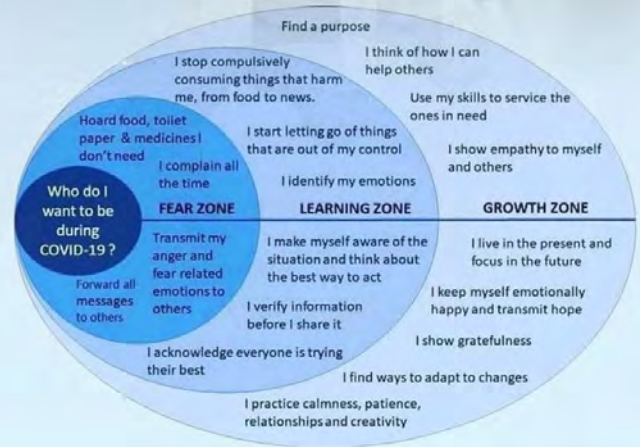 Find a purpose
I think of how I can
help others
I stop compulsively
consuming things that harm
me, from food to news.
Use my skills to service the
ones in need
Hoard food, toilet
paper & medicines I
don't need
I start letting go of things
that are out of my control
I show empathy to myself
and others
I complain all
the time
I identify my emotions
Who do I
want to be
during
COVID-19 ?
FEAR ZONE
LEARNING ZONE
GROWTH ZONE
Transmit my
anger and
fear related
emotions to
others
I make myself aware of the
situation and think about
the best way to act
I live in the present and
focus in the future
Forward all
messages
to others
I verify information
before I share it
I keep myself emotionally
happy and transmit hope
I acknowledge everyone is trying
their best
I show gratefulness
I find ways to adapt to changes
I practice calmness, patience,
relationships and creativity